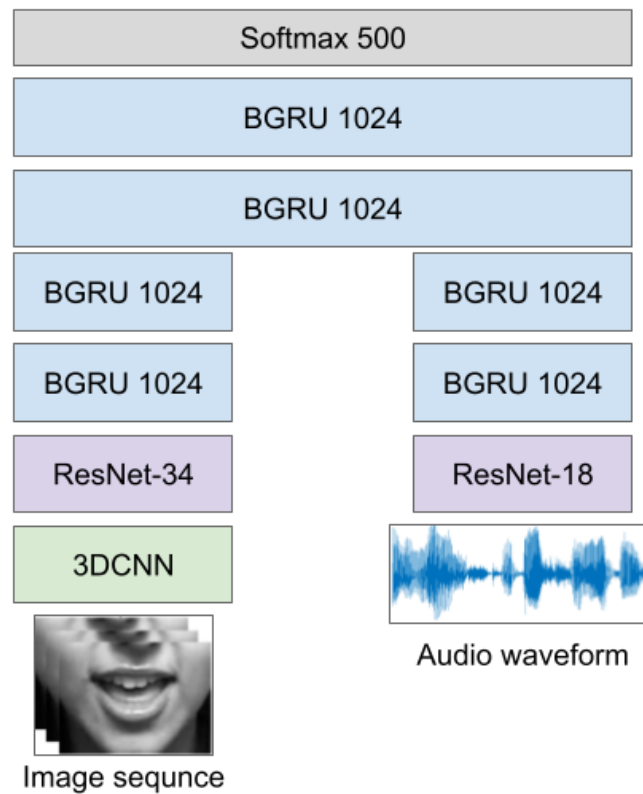 Softmax 500
BGRU 1024
BGRU 1024
BGRU 1024 BGRU 1024
BGRU 1024 BGRU 1024
ResNet-34 ResNet-18
3DCNN
Audio waveform
Image sequnce